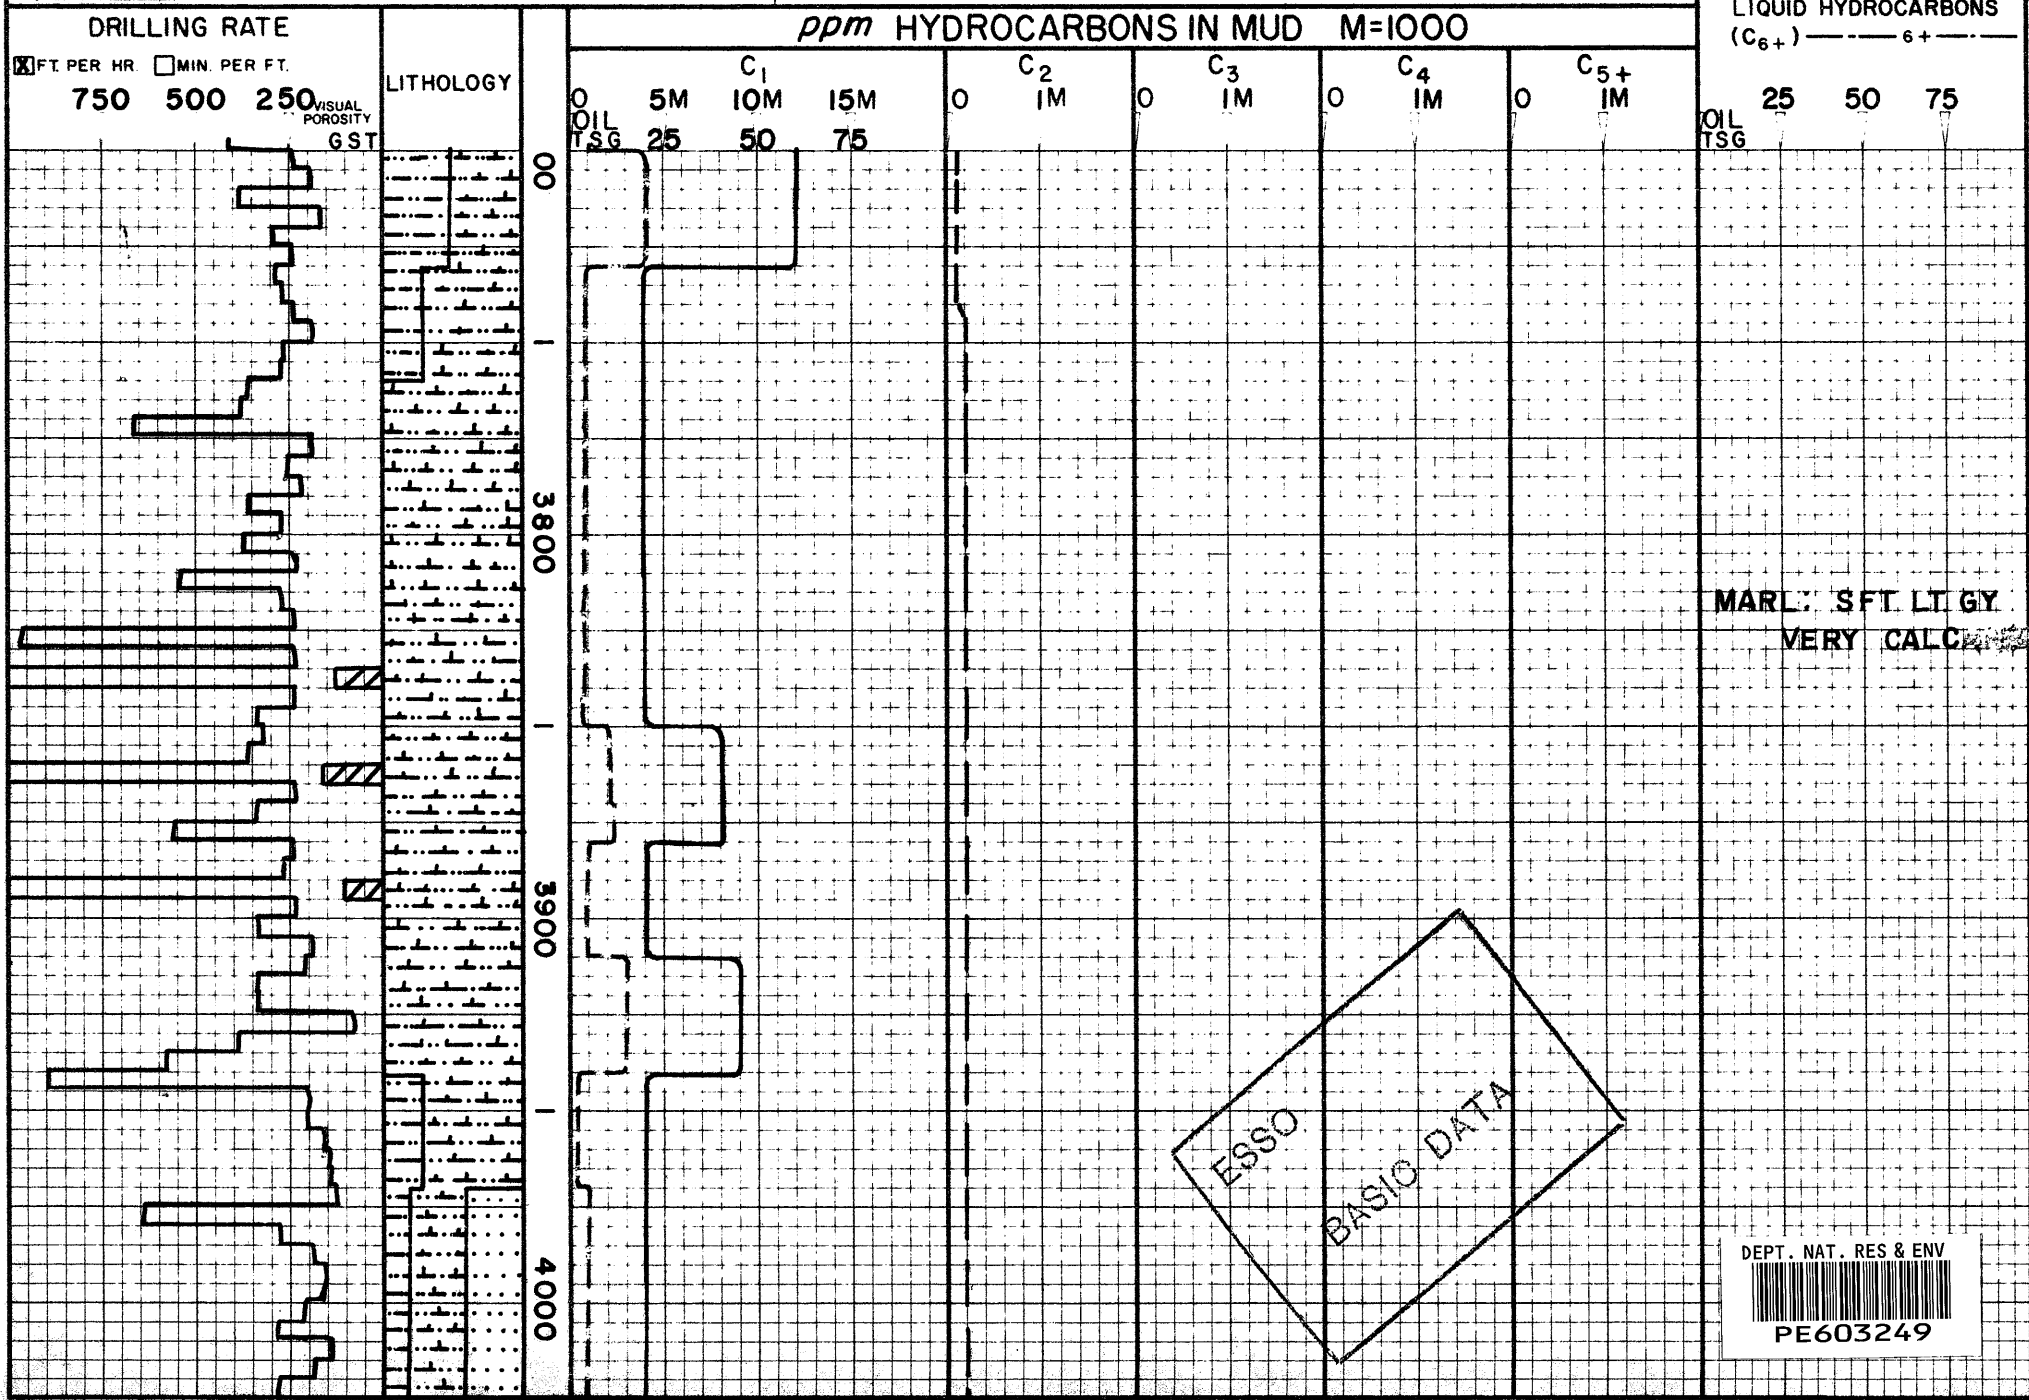 DRILLING RATE
X FT. PER HR. MIN. PER FT.
750 500 250 VISUAL POROSITY
G S T
LITHOLOGY
ppm HYDROCARBONS IN MUD M=1000
C1 C2 C3 C4 C5+
0 5M 10M 15M 0 1M 0 1M 0 1M 0 1M
OIL
TSG 25 50 75
LIQUID HYDROCARBONS
(C6+) — - — 6+ — - —
25 50 75
OIL
TSG
00
3800
MARL: SFT LT GY
VERY CALC
3900
4000
ESSO
BASIC DATA
DEPT. NAT. RES & ENV
PE603249